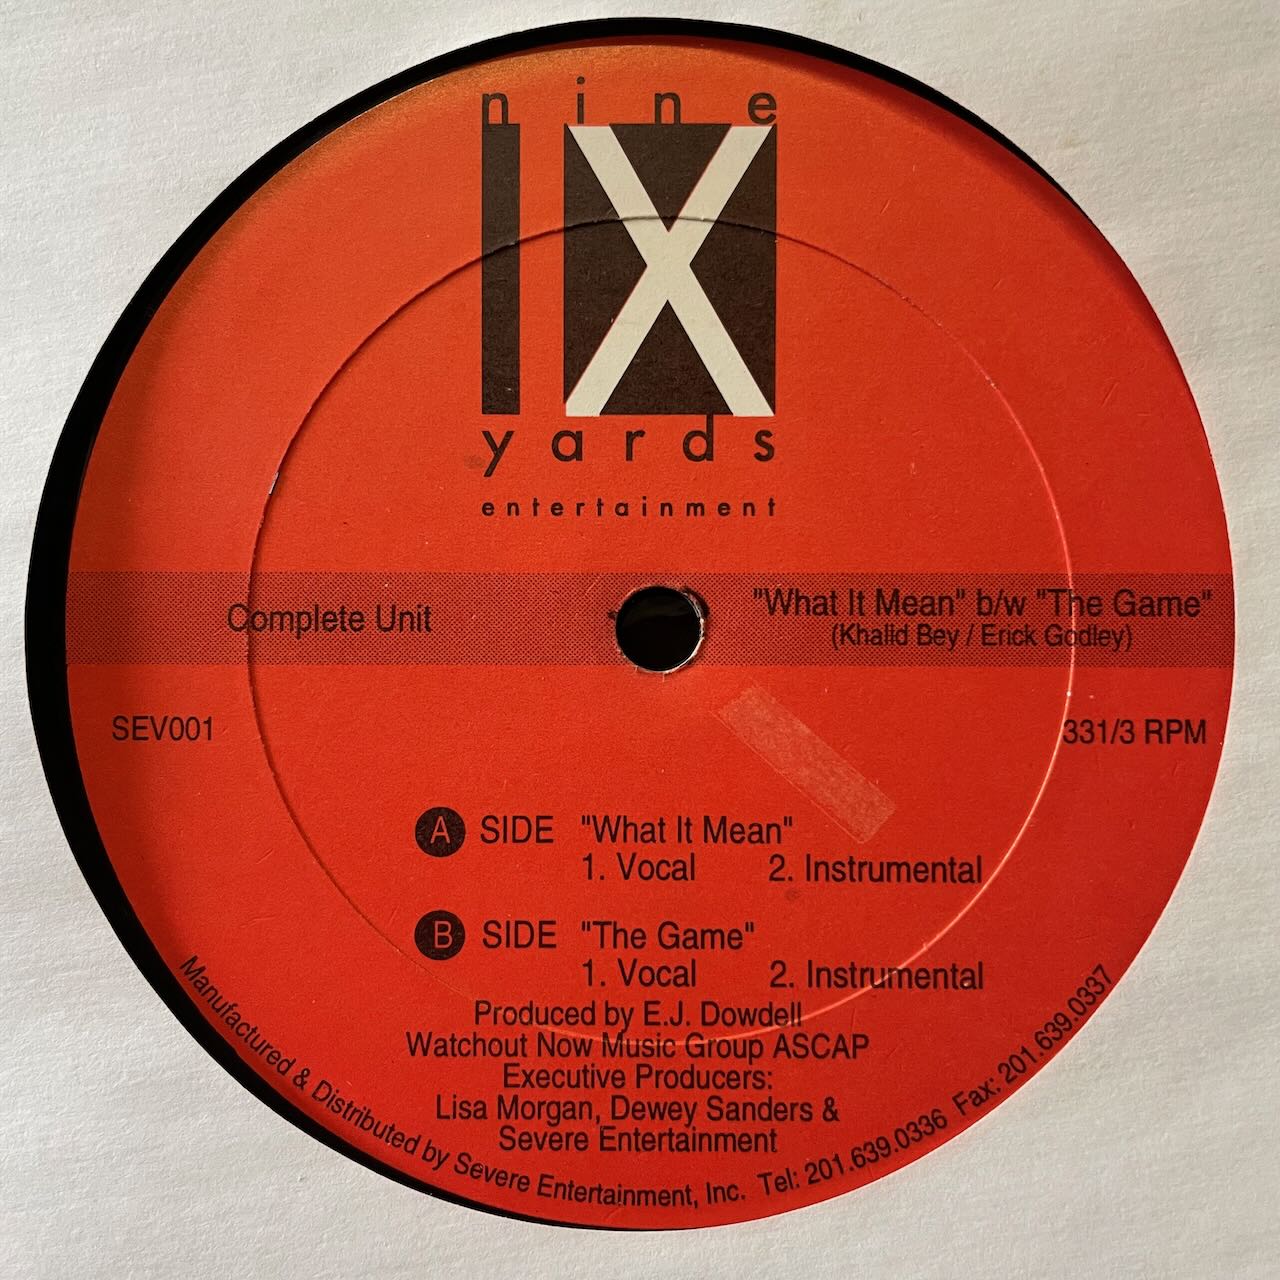 nine
IX
yards
entertainment
Complete Unit
"What It Mean" b/w "The Game"
(Khalid Bey / Erick Godley)
SEV001
331/3 RPM
A SIDE "What It Mean"
1. Vocal 2. Instrumental
B SIDE "The Game"
1. Vocal 2. Instrumental
Produced by E.J. Dowdell
Watchout Now Music Group ASCAP
Executive Producers:
Lisa Morgan, Dewey Sanders &
Severe Entertainment
Manufactured & Distributed by Severe Entertainment, Inc. Tel: 201.639.0336 Fax: 201.639.0337